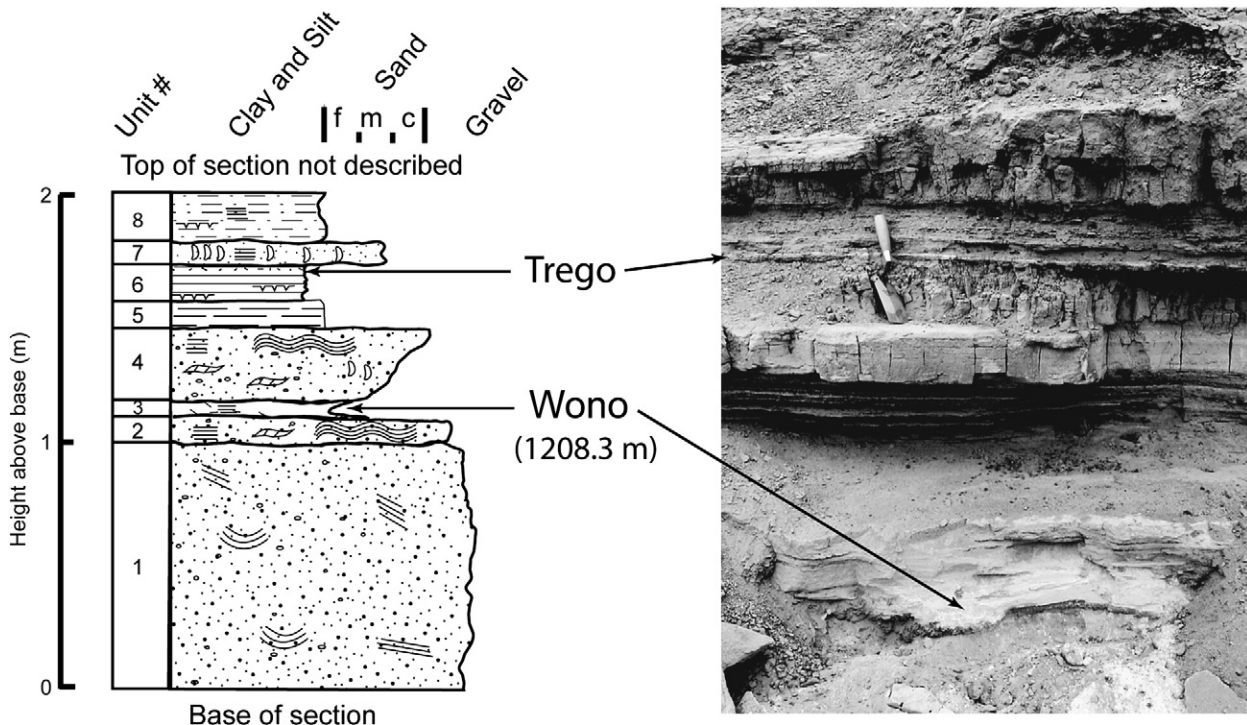 Unit #
Clay and Silt
Sand
Gravel
f m c
Top of section not described
Height above base (m)
2
1
0
8
7
6
5
4
3
2
1
Trego
Wono
(1208.3 m)
Base of section